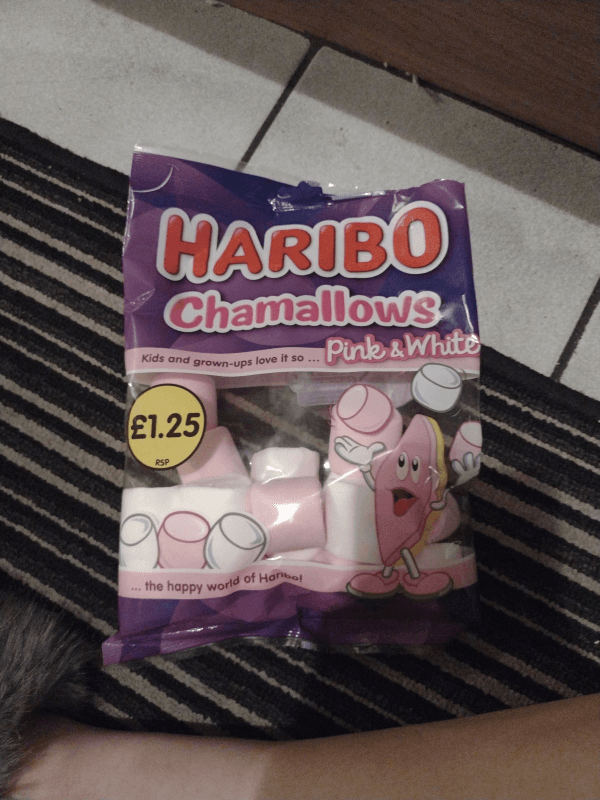 HARIBO
Chamallows
Pink & White
Kids and grown-ups love it so ...
£1.25
RSP
... the happy world of Haribo!